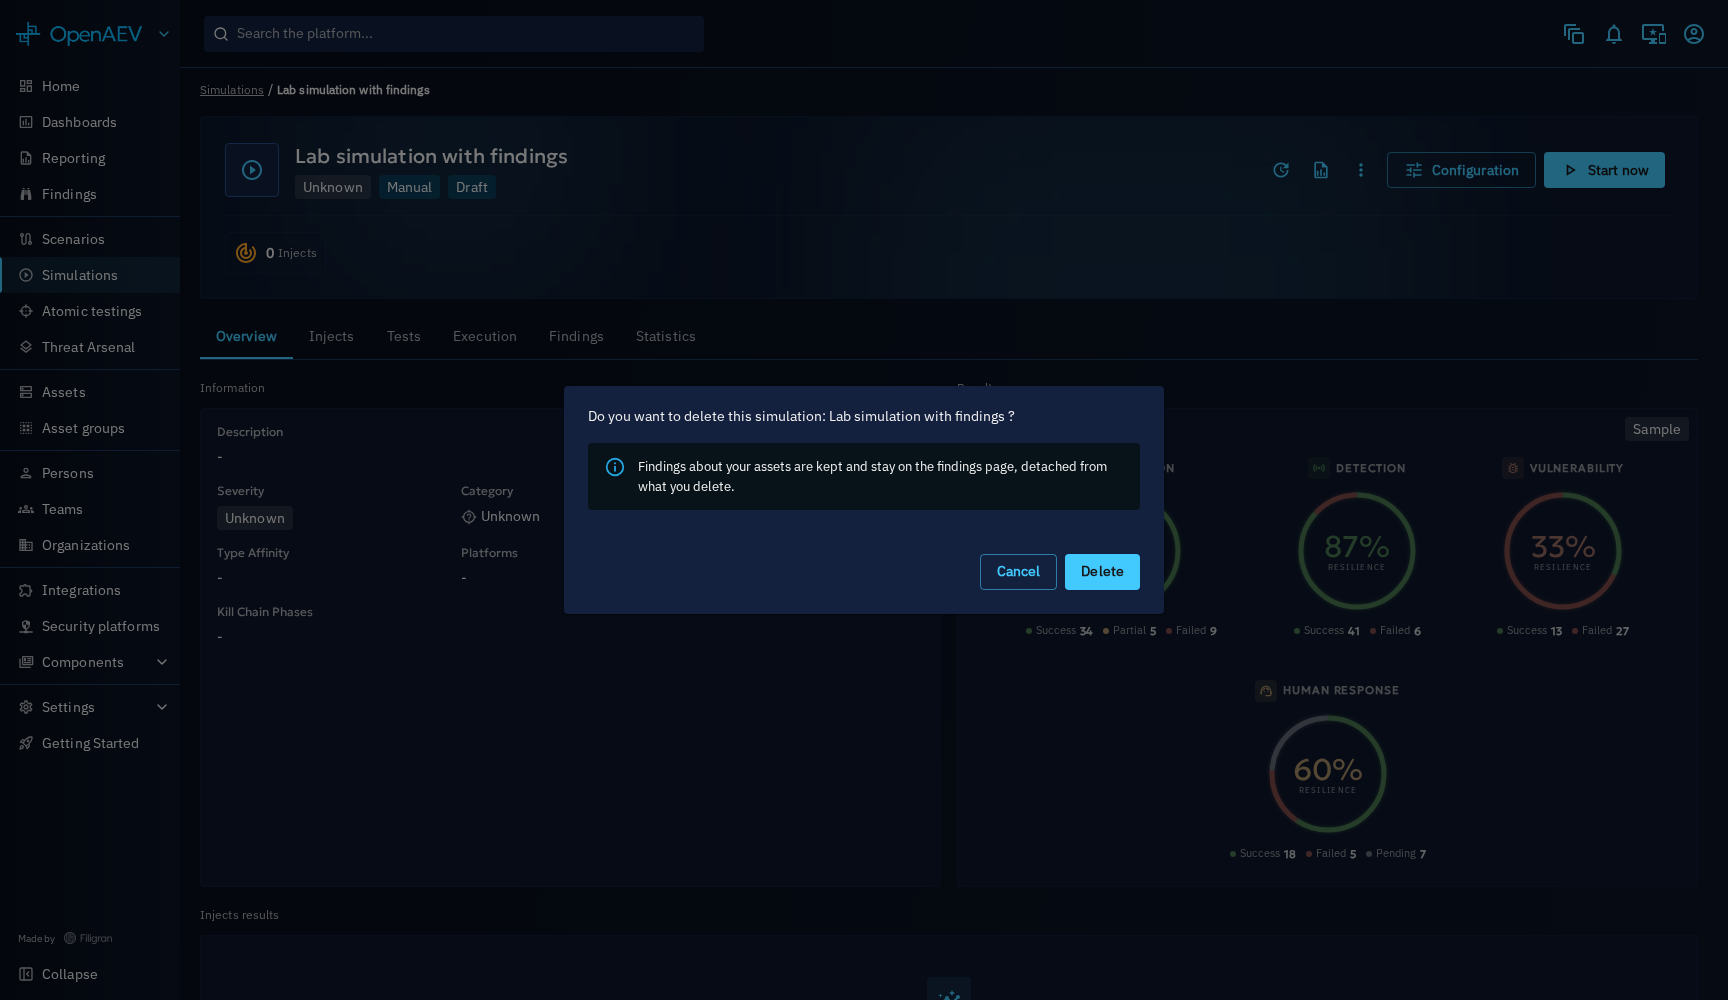 OpenAEV
Search the platform...
Home
Dashboards
Reporting
Findings
Scenarios
Simulations
Atomic testings
Threat Arsenal
Assets
Asset groups
Persons
Teams
Organizations
Integrations
Security platforms
Components
Settings
Getting Started
Made by Filigran
Collapse
Simulations / Lab simulation with findings
Lab simulation with findings
Unknown Manual Draft
Configuration
Start now
0 Injects
Overview Injects Tests Execution Findings Statistics
Information
Description
-
Severity Category
Unknown Unknown
Type Affinity Platforms
- -
Kill Chain Phases
-
Do you want to delete this simulation: Lab simulation with findings ?
Findings about your assets are kept and stay on the findings page, detached from
what you delete.
Cancel Delete
Sample
DETECTION VULNERABILITY
87% 33%
RESILIENCE RESILIENCE
Success 34 Partial 5 Failed 9
Success 41 Failed 6
Success 13 Failed 27
HUMAN RESPONSE
60%
RESILIENCE
Success 18 Failed 5 Pending 7
Injects results